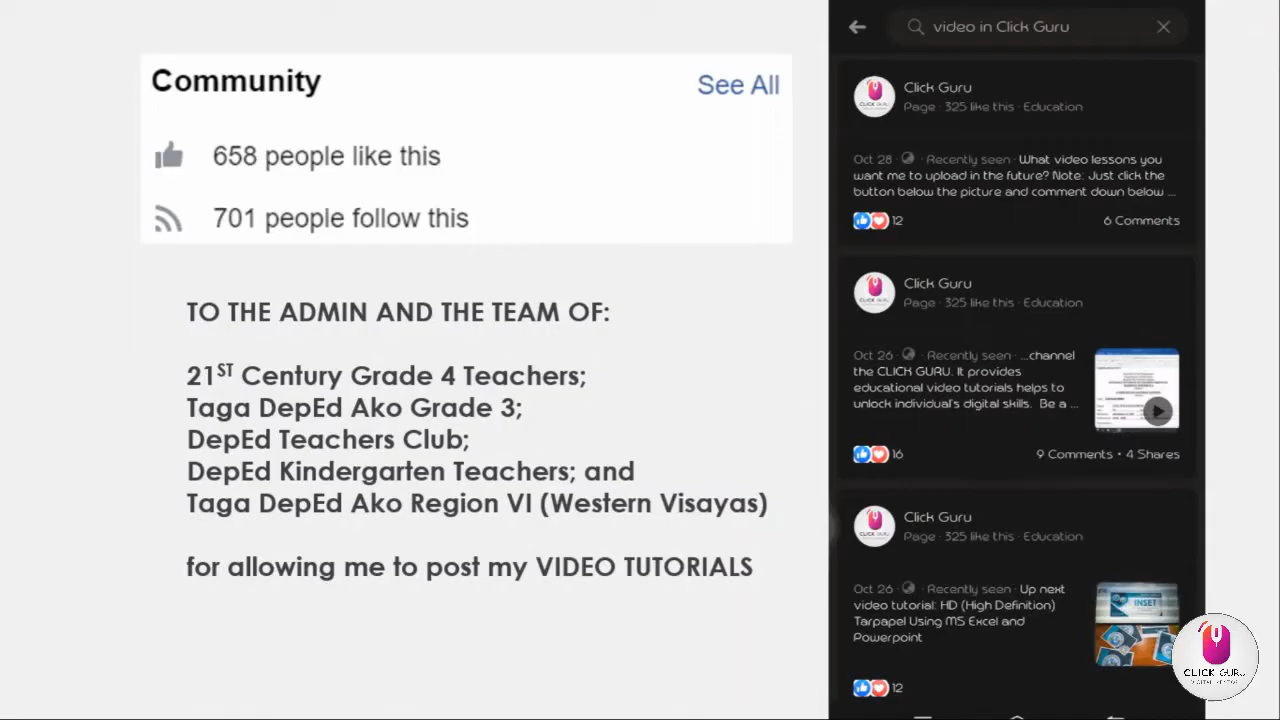 Community
See All
658 people like this
701 people follow this
TO THE ADMIN AND THE TEAM OF:
21ST Century Grade 4 Teachers;
Taga DepEd Ako Grade 3;
DepEd Teachers Club;
DepEd Kindergarten Teachers; and
Taga DepEd Ako Region VI (Western Visayas)
for allowing me to post my VIDEO TUTORIALS
video in Click Guru
Click Guru
Page · 325 like this · Education
Oct 28 · Recently seen · What video lessons you
want me to upload in the future? Note: Just click the
button below the picture and comment down below ...
12
6 Comments
Click Guru
Page · 325 like this · Education
Oct 26 · Recently seen · ...channel
the CLICK GURU. It provides
educational video tutorials helps to
unlock individual's digital skills. Be a ...
16
9 Comments • 4 Shares
Click Guru
Page · 325 like this · Education
Oct 26 · Recently seen · Up next
video tutorial: HD (High Definition)
Tarpapel Using MS Excel and
Powerpoint
INSET
12
CLICK GURU